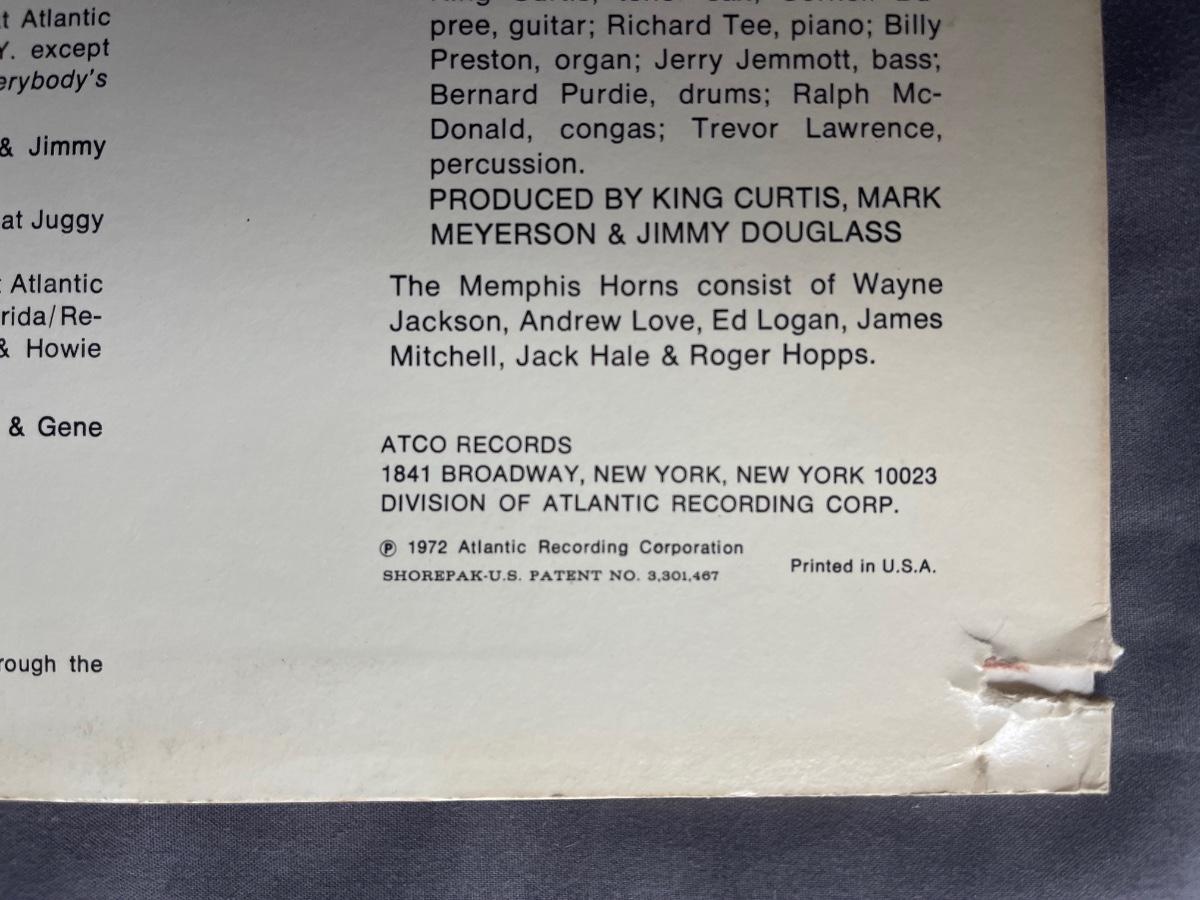 t Atlantic
Y. except
erybody's
& Jimmy
at Juggy
t Atlantic
rida/Re-
& Howie
& Gene
rough the
pree, guitar; Richard Tee, piano; Billy
Preston, organ; Jerry Jemmott, bass;
Bernard Purdie, drums; Ralph Mc-
Donald, congas; Trevor Lawrence,
percussion.
PRODUCED BY KING CURTIS, MARK
MEYERSON & JIMMY DOUGLASS
The Memphis Horns consist of Wayne
Jackson, Andrew Love, Ed Logan, James
Mitchell, Jack Hale & Roger Hopps.
ATCO RECORDS
1841 BROADWAY, NEW YORK, NEW YORK 10023
DIVISION OF ATLANTIC RECORDING CORP.
℗ 1972 Atlantic Recording Corporation
SHOREPAK-U.S. PATENT NO. 3,301,467
Printed in U.S.A.